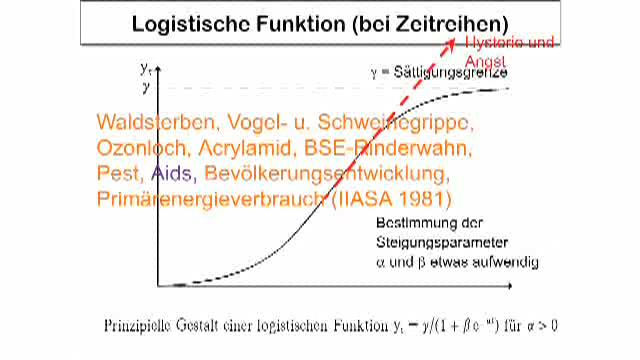 Logistische Funktion (bei Zeitreihen)
Hysterie und
Angst
yₜ
γ
γ = Sättigungsgrenze
Waldsterben, Vogel- u. Schweinegrippe,
Ozonloch, Acrylamid, BSE-Rinderwahn,
Pest, Aids, Bevölkerungsentwicklung,
Primärenergieverbrauch (IIASA 1981)
Bestimmung der
Steigungsparameter
α und β etwas aufwendig
Prinzipielle Gestalt einer logistischen Funktion yₜ = γ/(1 + β e⁻ᵅᵗ) für α > 0